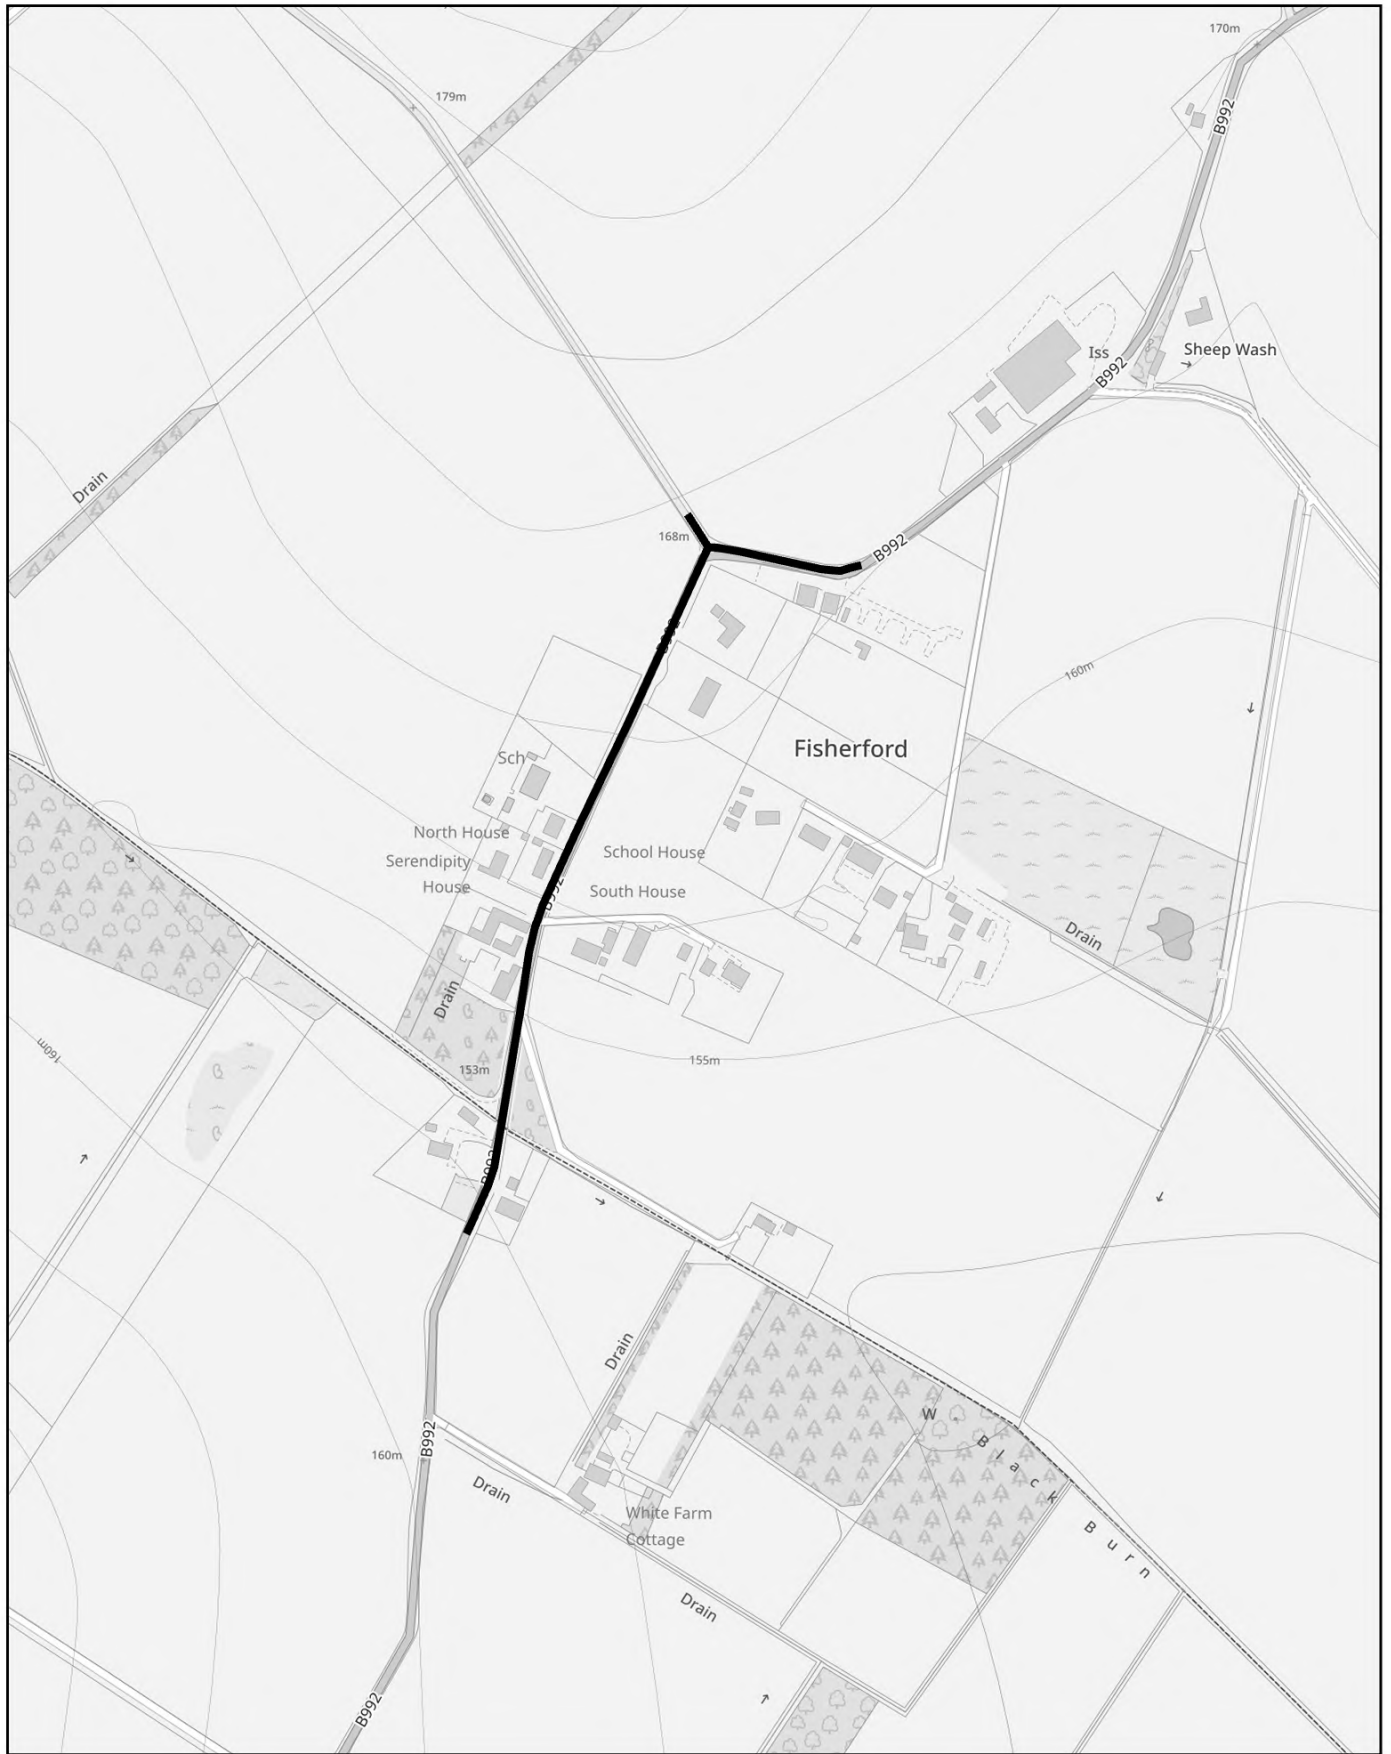 170m
179m
B992
Iss
Sheep Wash
B992
Drain
168m
B992
B992
160m
Fisherford
Sch
North House
School House
Serendipity
House
South House
B992
Drain
Drain
160m
155m
153m
B992
Drain
W. Black Burn
B992
160m
Drain
White Farm
Cottage
Drain
B992